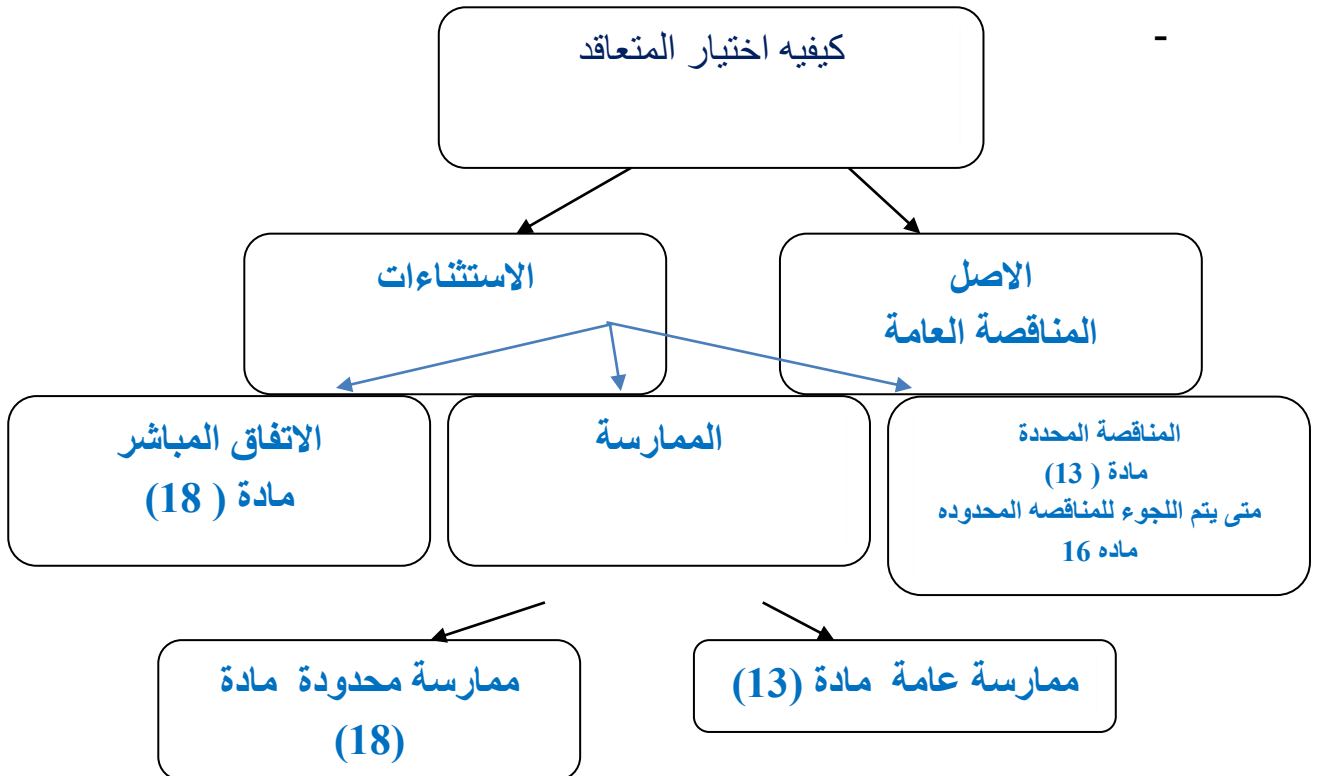 -
كيفيه اختيار المتعاقد
الاصل
المناقصة العامة
الاستثناءات
المناقصة المحددة
مادة ( 13)
متى يتم اللجوء للمناقصه المحدوده
ماده 16
الممارسة
الاتفاق المباشر
مادة ( 18)
ممارسة عامة مادة (13)
ممارسة محدودة مادة
(18)